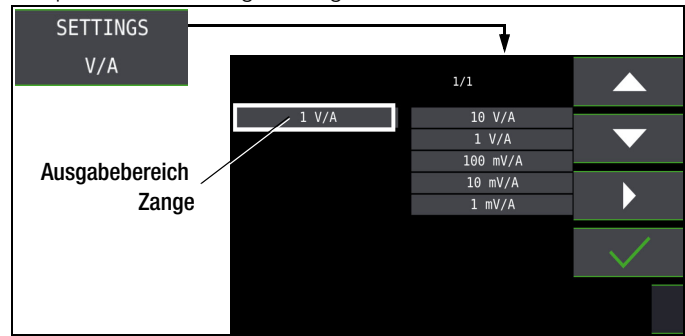 SETTINGS
V/A
1/1
1 V/A
10 V/A
1 V/A
100 mV/A
10 mV/A
1 mV/A
Ausgabebereich
Zange